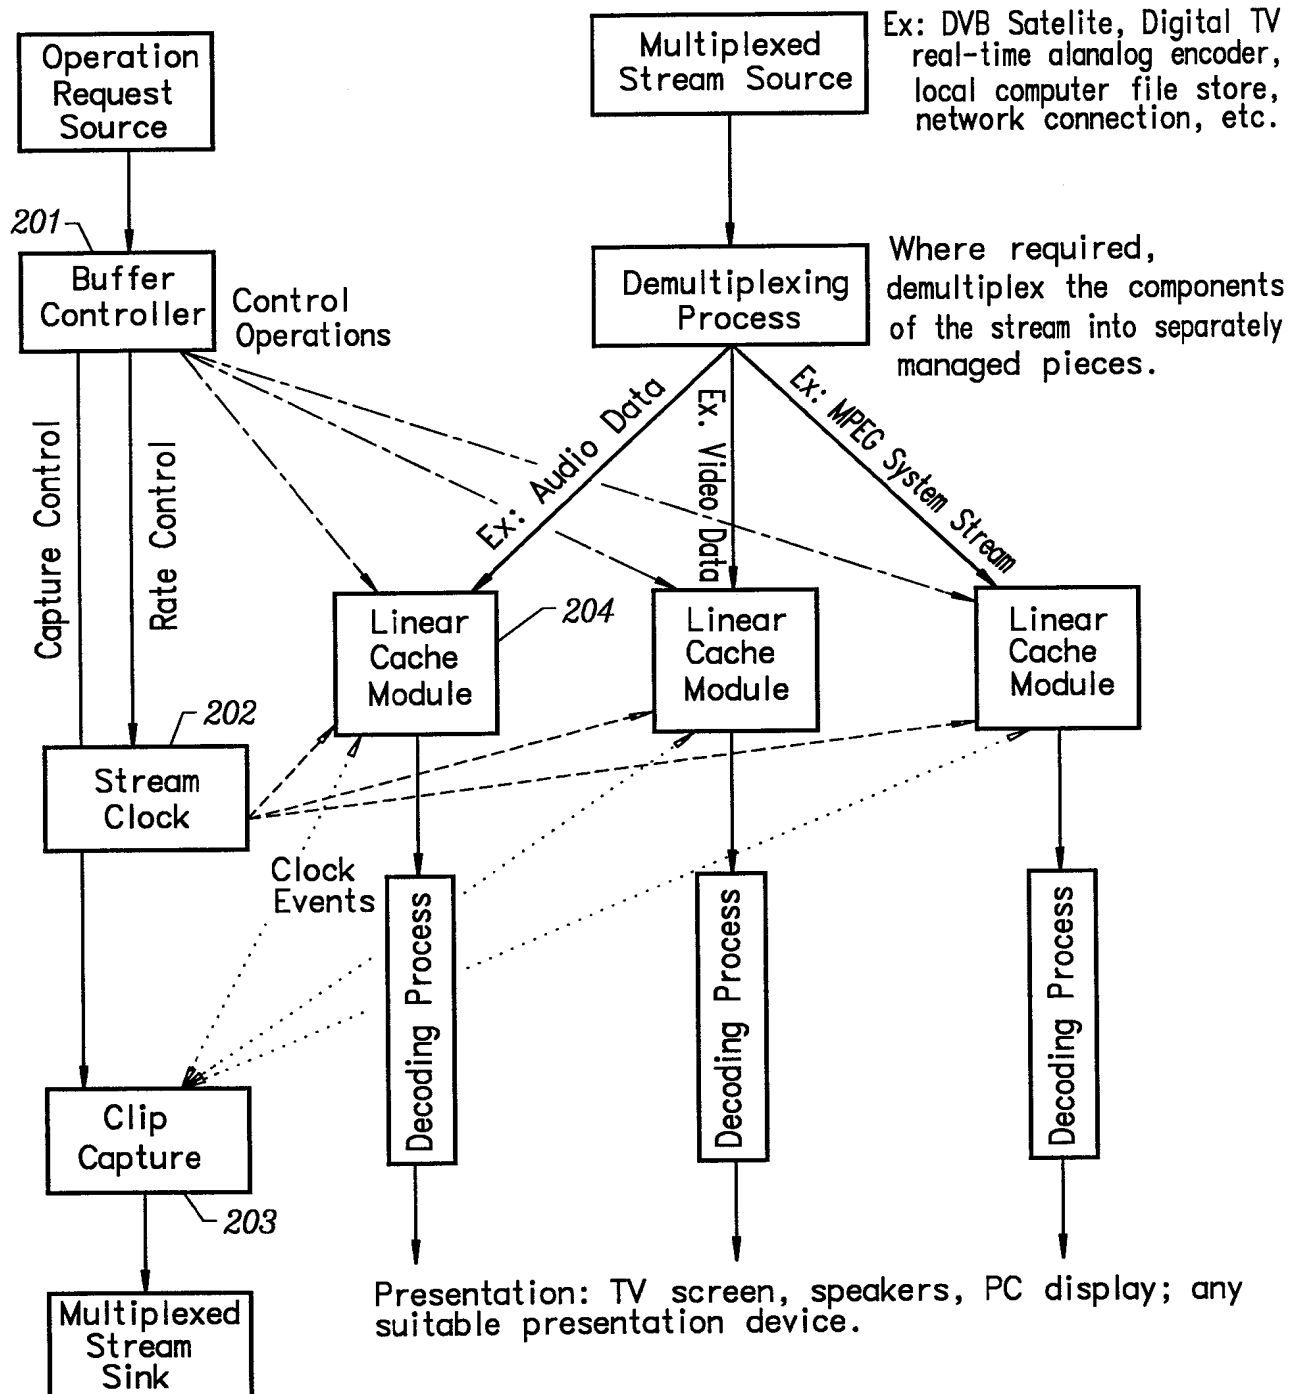 Operation
Request
Source
Multiplexed
Stream Source
Ex: DVB Satelite, Digital TV
real-time alanalog encoder,
local computer file store,
network connection, etc.
201
Buffer
Controller
Control
Operations
Demultiplexing
Process
Where required,
demultiplex the components
of the stream into separately
managed pieces.
Capture Control
Rate Control
Ex: Audio Data
Ex. Video Data
Ex: MPEG System Stream
Linear
Cache
Module
204
Linear
Cache
Module
Linear
Cache
Module
202
Stream
Clock
Clock
Events
Decoding Process
Decoding Process
Decoding Process
Clip
Capture
203
Multiplexed
Stream
Sink
Presentation: TV screen, speakers, PC display; any
suitable presentation device.